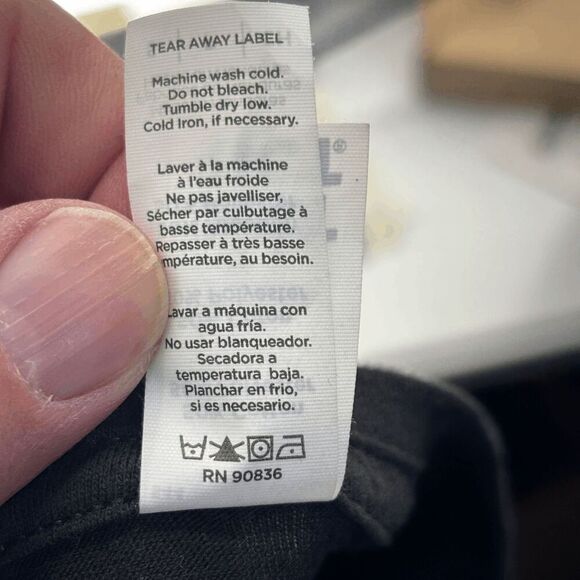 TEAR AWAY LABEL
Machine wash cold.
Do not bleach.
Tumble dry low.
Cold Iron, if necessary.
Laver à la machine
à l'eau froide
Ne pas javelliser,
Sécher par culbutage à
basse température.
Repasser à très basse
mpérature, au besoin.
avar a máquina con
agua fría.
No usar blanqueador.
Secadora a
temperatura baja.
Planchar en frio,
si es necesario.
RN 90836